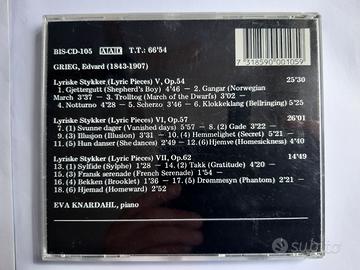 BIS-CD-105 AAD T.T.: 66'54
7 318590 001059
GRIEG, Edvard (1843-1907)
Lyriske Stykker (Lyric Pieces) V, Op.54 25'30
1. Gjettergutt (Shepherd's Boy) 4'56 - 2. Gangar (Norwegian
March 3'37 - 3. Trolltog (March of the Dwarfs) 3'02 -
4. Notturno 4'28 - 5. Scherzo 3'46 - 6. Klokkeklang (Bellringing) 5'25
Lyriske Stykker (Lyric Pieces) VI, Op.57 26'01
7. (1) Svunne dager (Vanished days) 5'51 - 8. (2) Gade 3'22 -
9. (3) Illusjon (Illusion) 3'31 - 10. (4) Hemmelighet (Secret) 5'21 -
11. (5) Hun danser (She dances) 2'49 - 12. (6) Hjemve (Homesickness) 4'40
Lyriske Stykker (Lyric Pieces) VII, Op.62 14'49
13. (1) Sylfide (Sylphe) 1'28 - 14. (2) Takk (Gratitude) 4'20 -
15. (3) Fransk serenade (French Serenade) 1'53 -
16. (4) Bekken (Brooklet) 1'36 - 17. (5) Drømmesyn (Phantom) 2'21 -
18. (6) Hjemad (Homeward) 2'52
EVA KNARDAHL, piano
subito.it